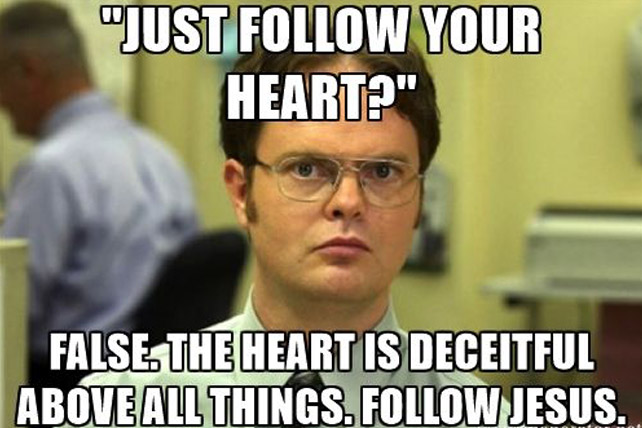 "JUST FOLLOW YOUR
HEART?"
FALSE. THE HEART IS DECEITFUL
ABOVE ALL THINGS. FOLLOW JESUS.